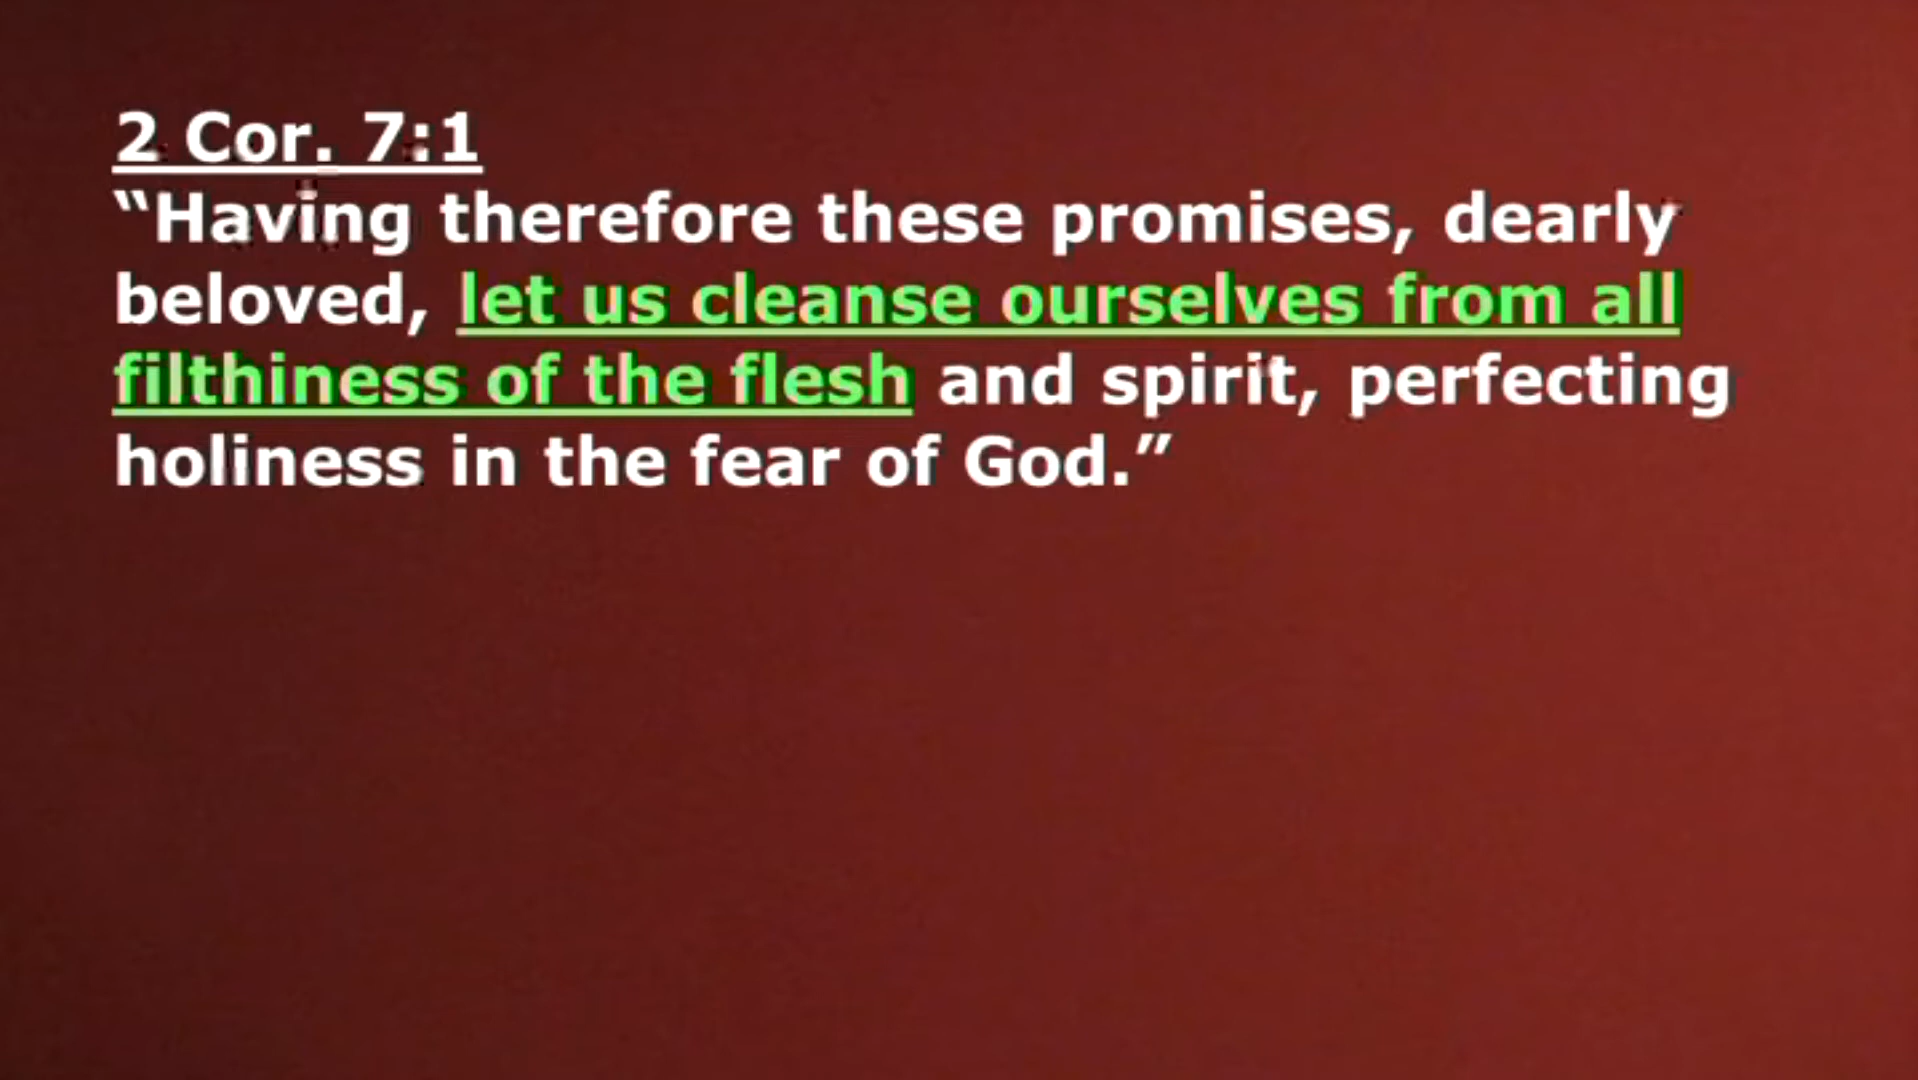 2 Cor. 7:1
“Having therefore these promises, dearly
beloved, let us cleanse ourselves from all
filthiness of the flesh and spirit, perfecting
holiness in the fear of God.”